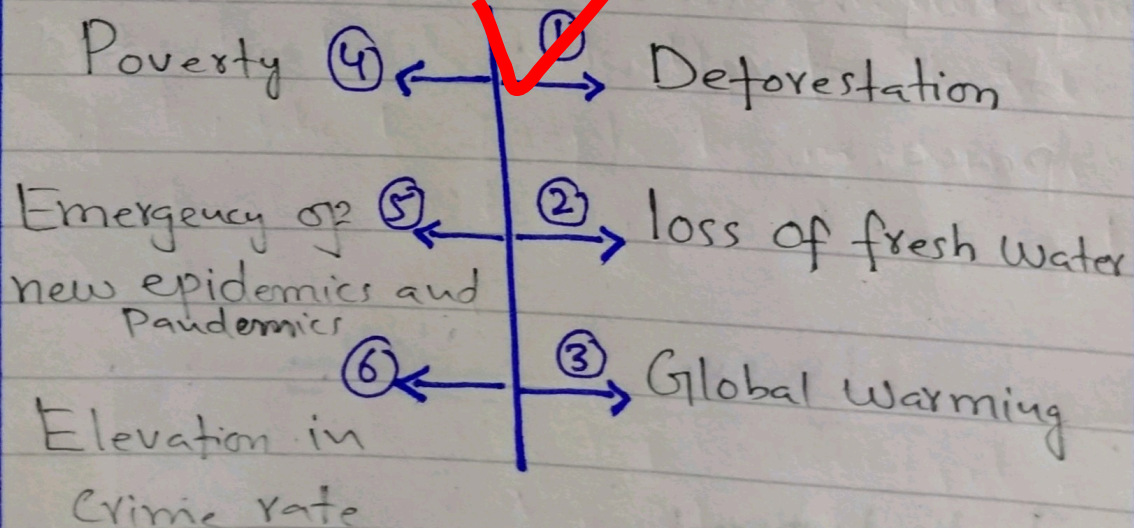 Poverty ④ ① Deforestation
Emergency of ⑤ ② loss of fresh water
new epidemics and
Pandemics
⑥ ③ Global warming
Elevation in
Crime rate